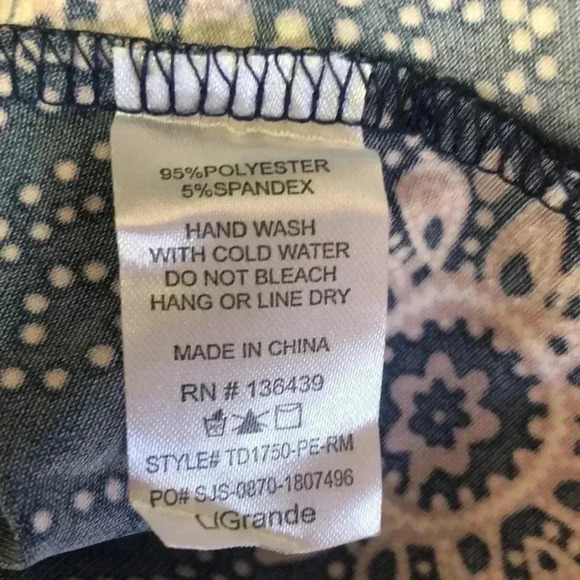 95%POLYESTER
5%SPANDEX
HAND WASH
WITH COLD WATER
DO NOT BLEACH
HANG OR LINE DRY
MADE IN CHINA
RN # 136439
STYLE# TD1750-PE-RM
PO# SJS-0870-1807496
L/Grande